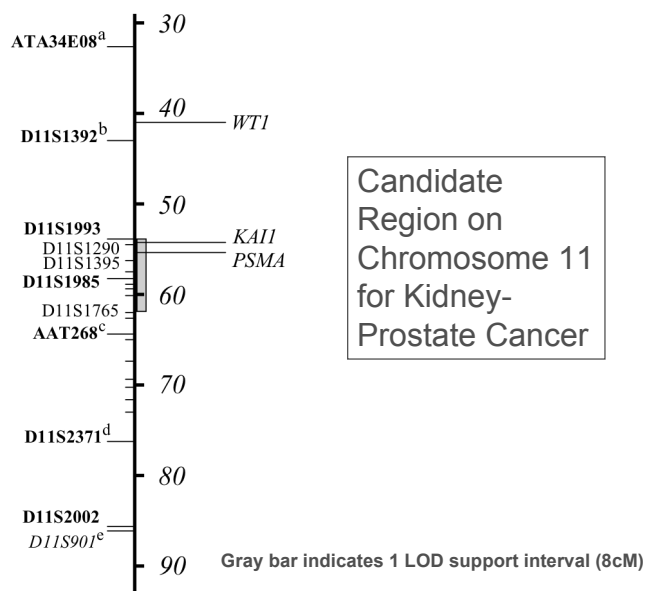 30
ATA34E08a
40
WT1
D11S1392b
50
D11S1993
KAI1
D11S1290
PSMA
D11S1395
D11S1985
60
D11S1765
AAT268c
70
D11S2371d
80
D11S2002
D11S901e
90
Candidate
Region on
Chromosome 11
for Kidney-
Prostate Cancer
Gray bar indicates 1 LOD support interval (8cM)